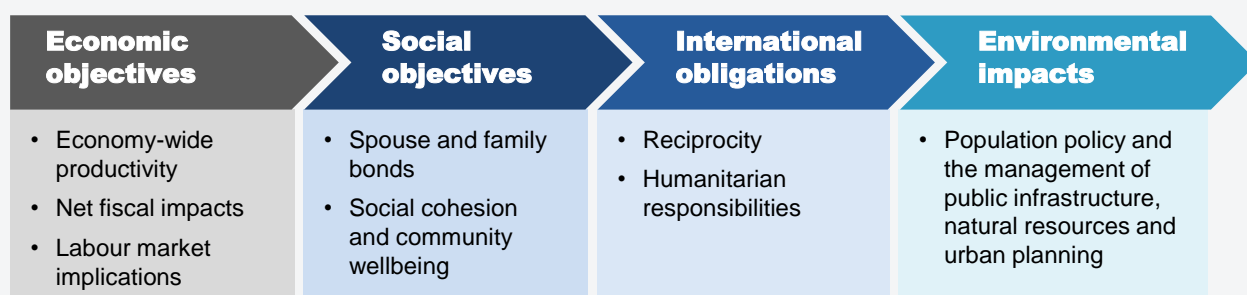 Economic
objectives
• Economy-wide
productivity
• Net fiscal impacts
• Labour market
implications
Social
objectives
• Spouse and family
bonds
• Social cohesion
and community
wellbeing
International
obligations
• Reciprocity
• Humanitarian
responsibilities
Environmental
impacts
• Population policy and
the management of
public infrastructure,
natural resources and
urban planning